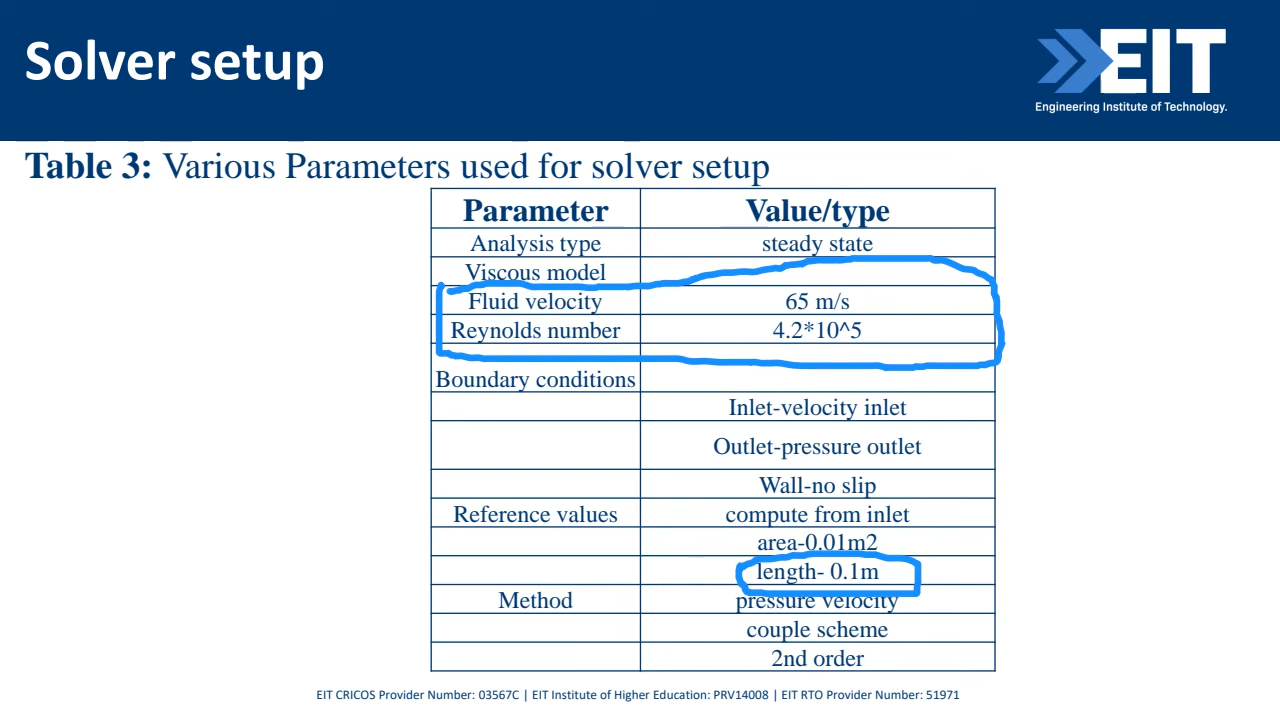 Solver setup
EIT
Engineering Institute of Technology.
Table 3: Various Parameters used for solver setup
Parameter Value/type
Analysis type steady state
Viscous model
Fluid velocity 65 m/s
Reynolds number 4.2*10^5
Boundary conditions
Inlet-velocity inlet
Outlet-pressure outlet
Wall-no slip
Reference values compute from inlet
area-0.01m2
length- 0.1m
Method pressure velocity
couple scheme
2nd order
EIT CRICOS Provider Number: 03567C | EIT Institute of Higher Education: PRV14008 | EIT RTO Provider Number: 51971